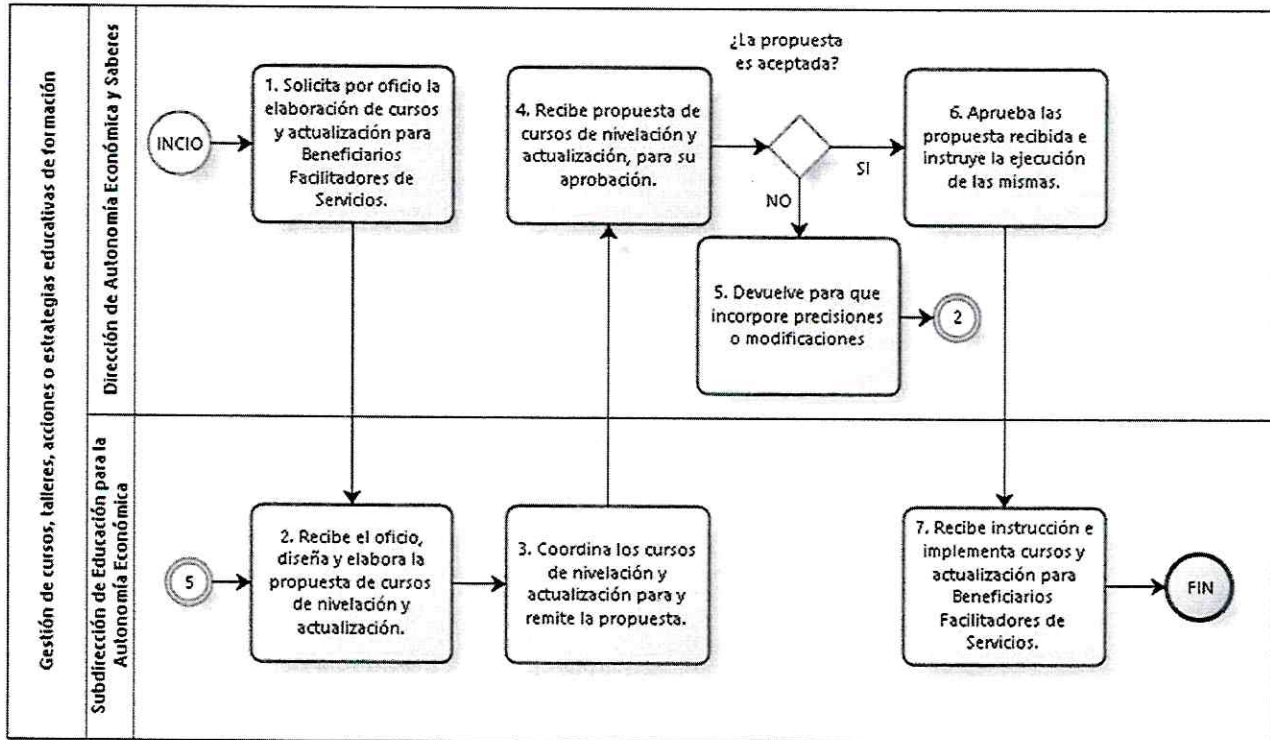 Gestión de cursos, talleres, acciones o estrategias educativas de formación
Dirección de Autonomía Económica y Saberes
INCIO
1. Solicita por oficio la
elaboración de cursos
y actualización para
Beneficiarios
Facilitadores de
Servicios.
4. Recibe propuesta de
cursos de nivelación y
actualización, para su
aprobación.
¿La propuesta
es aceptada?
SI
NO
6. Aprueba las
propuesta recibida e
instruye la ejecución
de las mismas.
5. Devuelve para que
incorpore precisiones
o modificaciones
2
Subdirección de Educación para la
Autonomía Económica
5
2. Recibe el oficio,
diseña y elabora la
propuesta de cursos
de nivelación y
actualización.
3. Coordina los cursos
de nivelación y
actualización para y
remite la propuesta.
7. Recibe instrucción e
implementa cursos y
actualización para
Beneficiarios
Facilitadores de
Servicios.
FIN